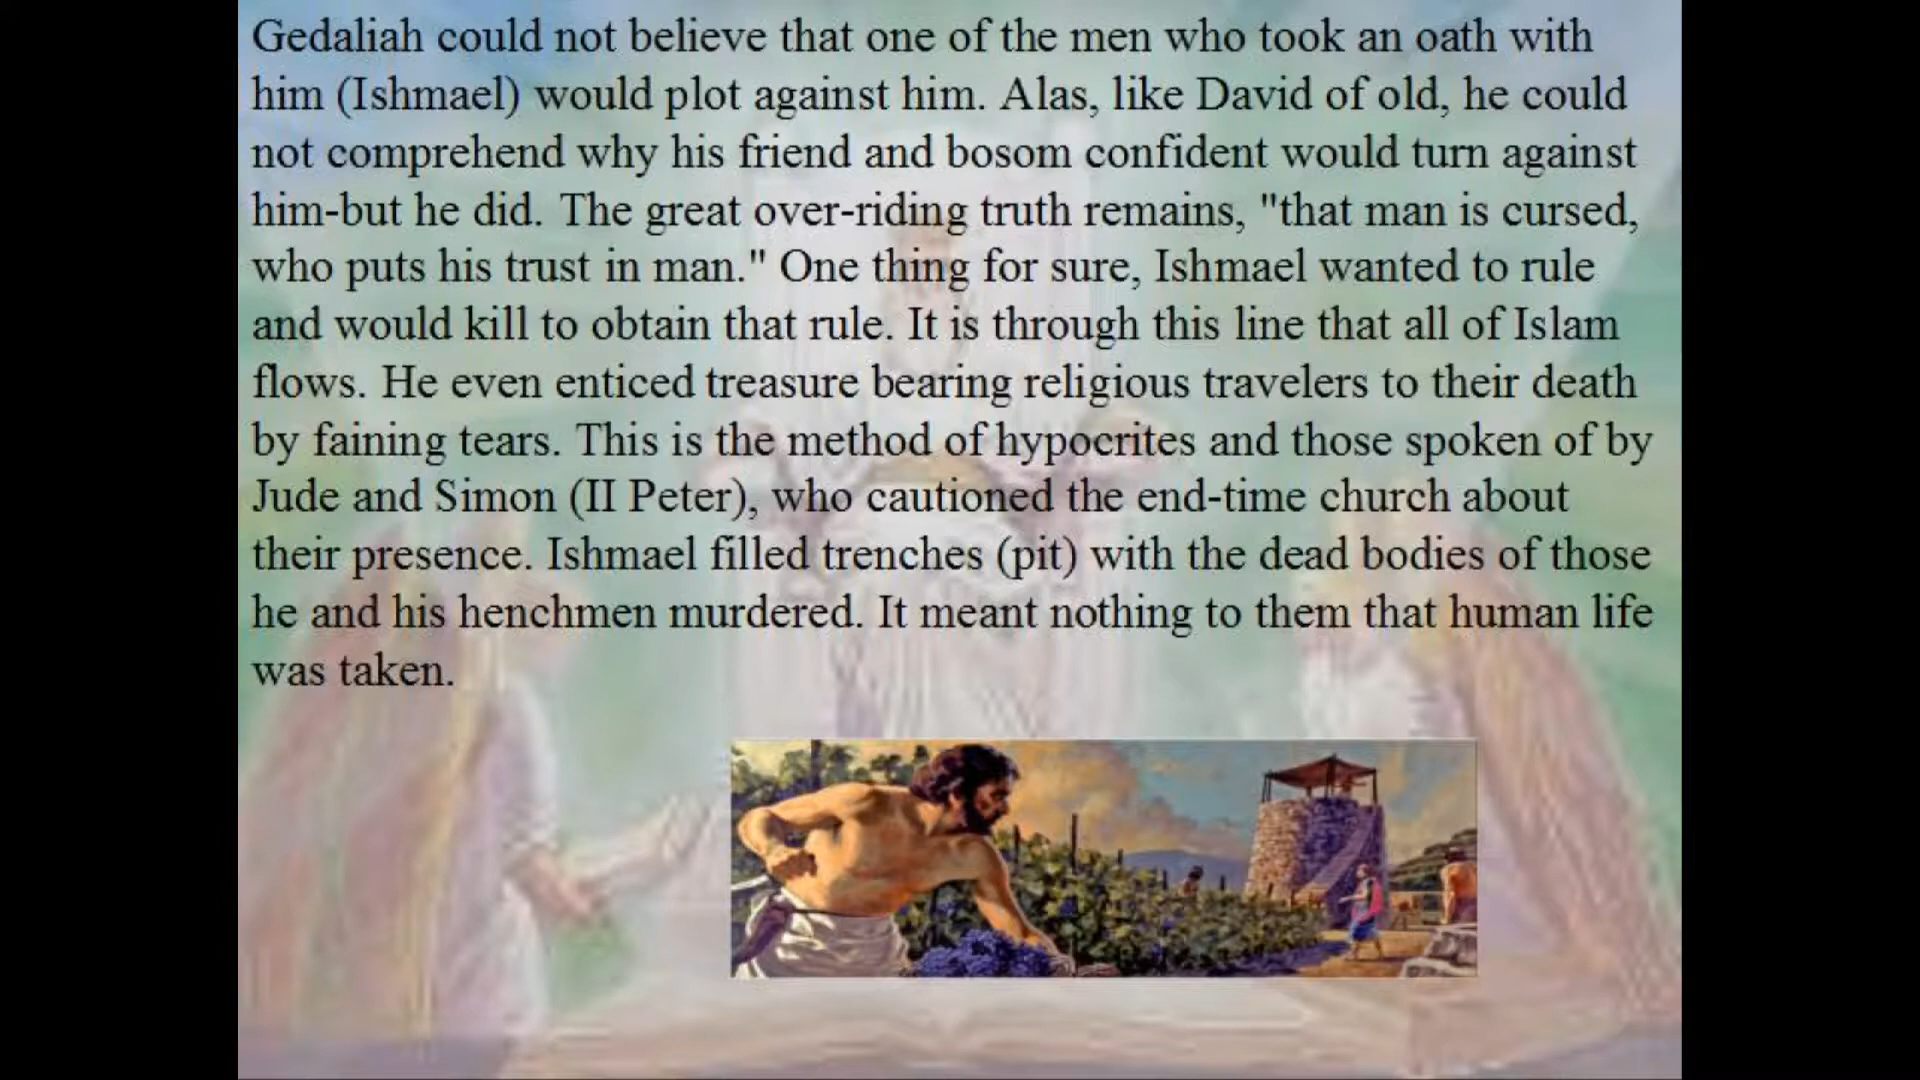 Gedaliah could not believe that one of the men who took an oath with
him (Ishmael) would plot against him. Alas, like David of old, he could
not comprehend why his friend and bosom confident would turn against
him-but he did. The great over-riding truth remains, "that man is cursed,
who puts his trust in man." One thing for sure, Ishmael wanted to rule
and would kill to obtain that rule. It is through this line that all of Islam
flows. He even enticed treasure bearing religious travelers to their death
by faining tears. This is the method of hypocrites and those spoken of by
Jude and Simon (II Peter), who cautioned the end-time church about
their presence. Ishmael filled trenches (pit) with the dead bodies of those
he and his henchmen murdered. It meant nothing to them that human life
was taken.